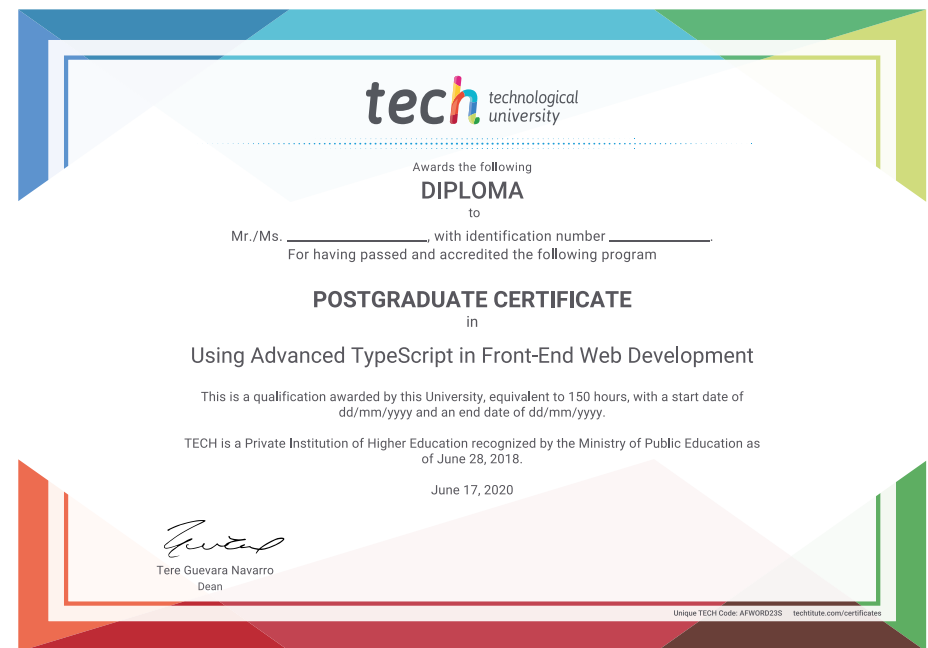 tech technological
university
Awards the following
DIPLOMA
to
Mr./Ms. ____________, with identification number ____________.
For having passed and accredited the following program
POSTGRADUATE CERTIFICATE
in
Using Advanced TypeScript in Front-End Web Development
This is a qualification awarded by this University, equivalent to 150 hours, with a start date of
dd/mm/yyyy and an end date of dd/mm/yyyy.
TECH is a Private Institution of Higher Education recognized by the Ministry of Public Education as
of June 28, 2018.
June 17, 2020
Tere Guevara Navarro
Dean
Unique TECH Code: AFWORD23S techtitute.com/certificates